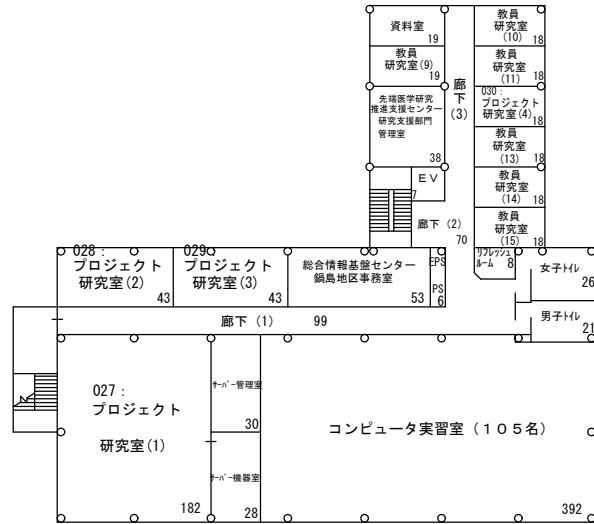 資料室
19
教員
研究室(9)
19
先端医学研究
推進支援センター
研究支援部門
管理室
38
ＥＶ
7
廊下 (2)
70
廊
下
(3)
教員
研究室
(10)
18
教員
研究室
(11)
18
030：
プロジェクト
研究室(4)
18
教員
研究室
(13)
18
教員
研究室
(14)
18
教員
研究室
(15)
18
リフレッシュ
ルーム
8
女子ﾄｲﾚ
26
男子ﾄｲﾚ
21
028：
プロジェクト
研究室(2)
43
029：
プロジェクト
研究室(3)
43
総合情報基盤センター
鍋島地区事務室
53
EPS
PS
6
廊下 (1)
99
027：
プロジェクト
研究室(1)
182
ｻｰﾊﾞｰ管理室
30
ｻｰﾊﾞｰ機器室
28
コンピュータ実習室（１０５名）
392